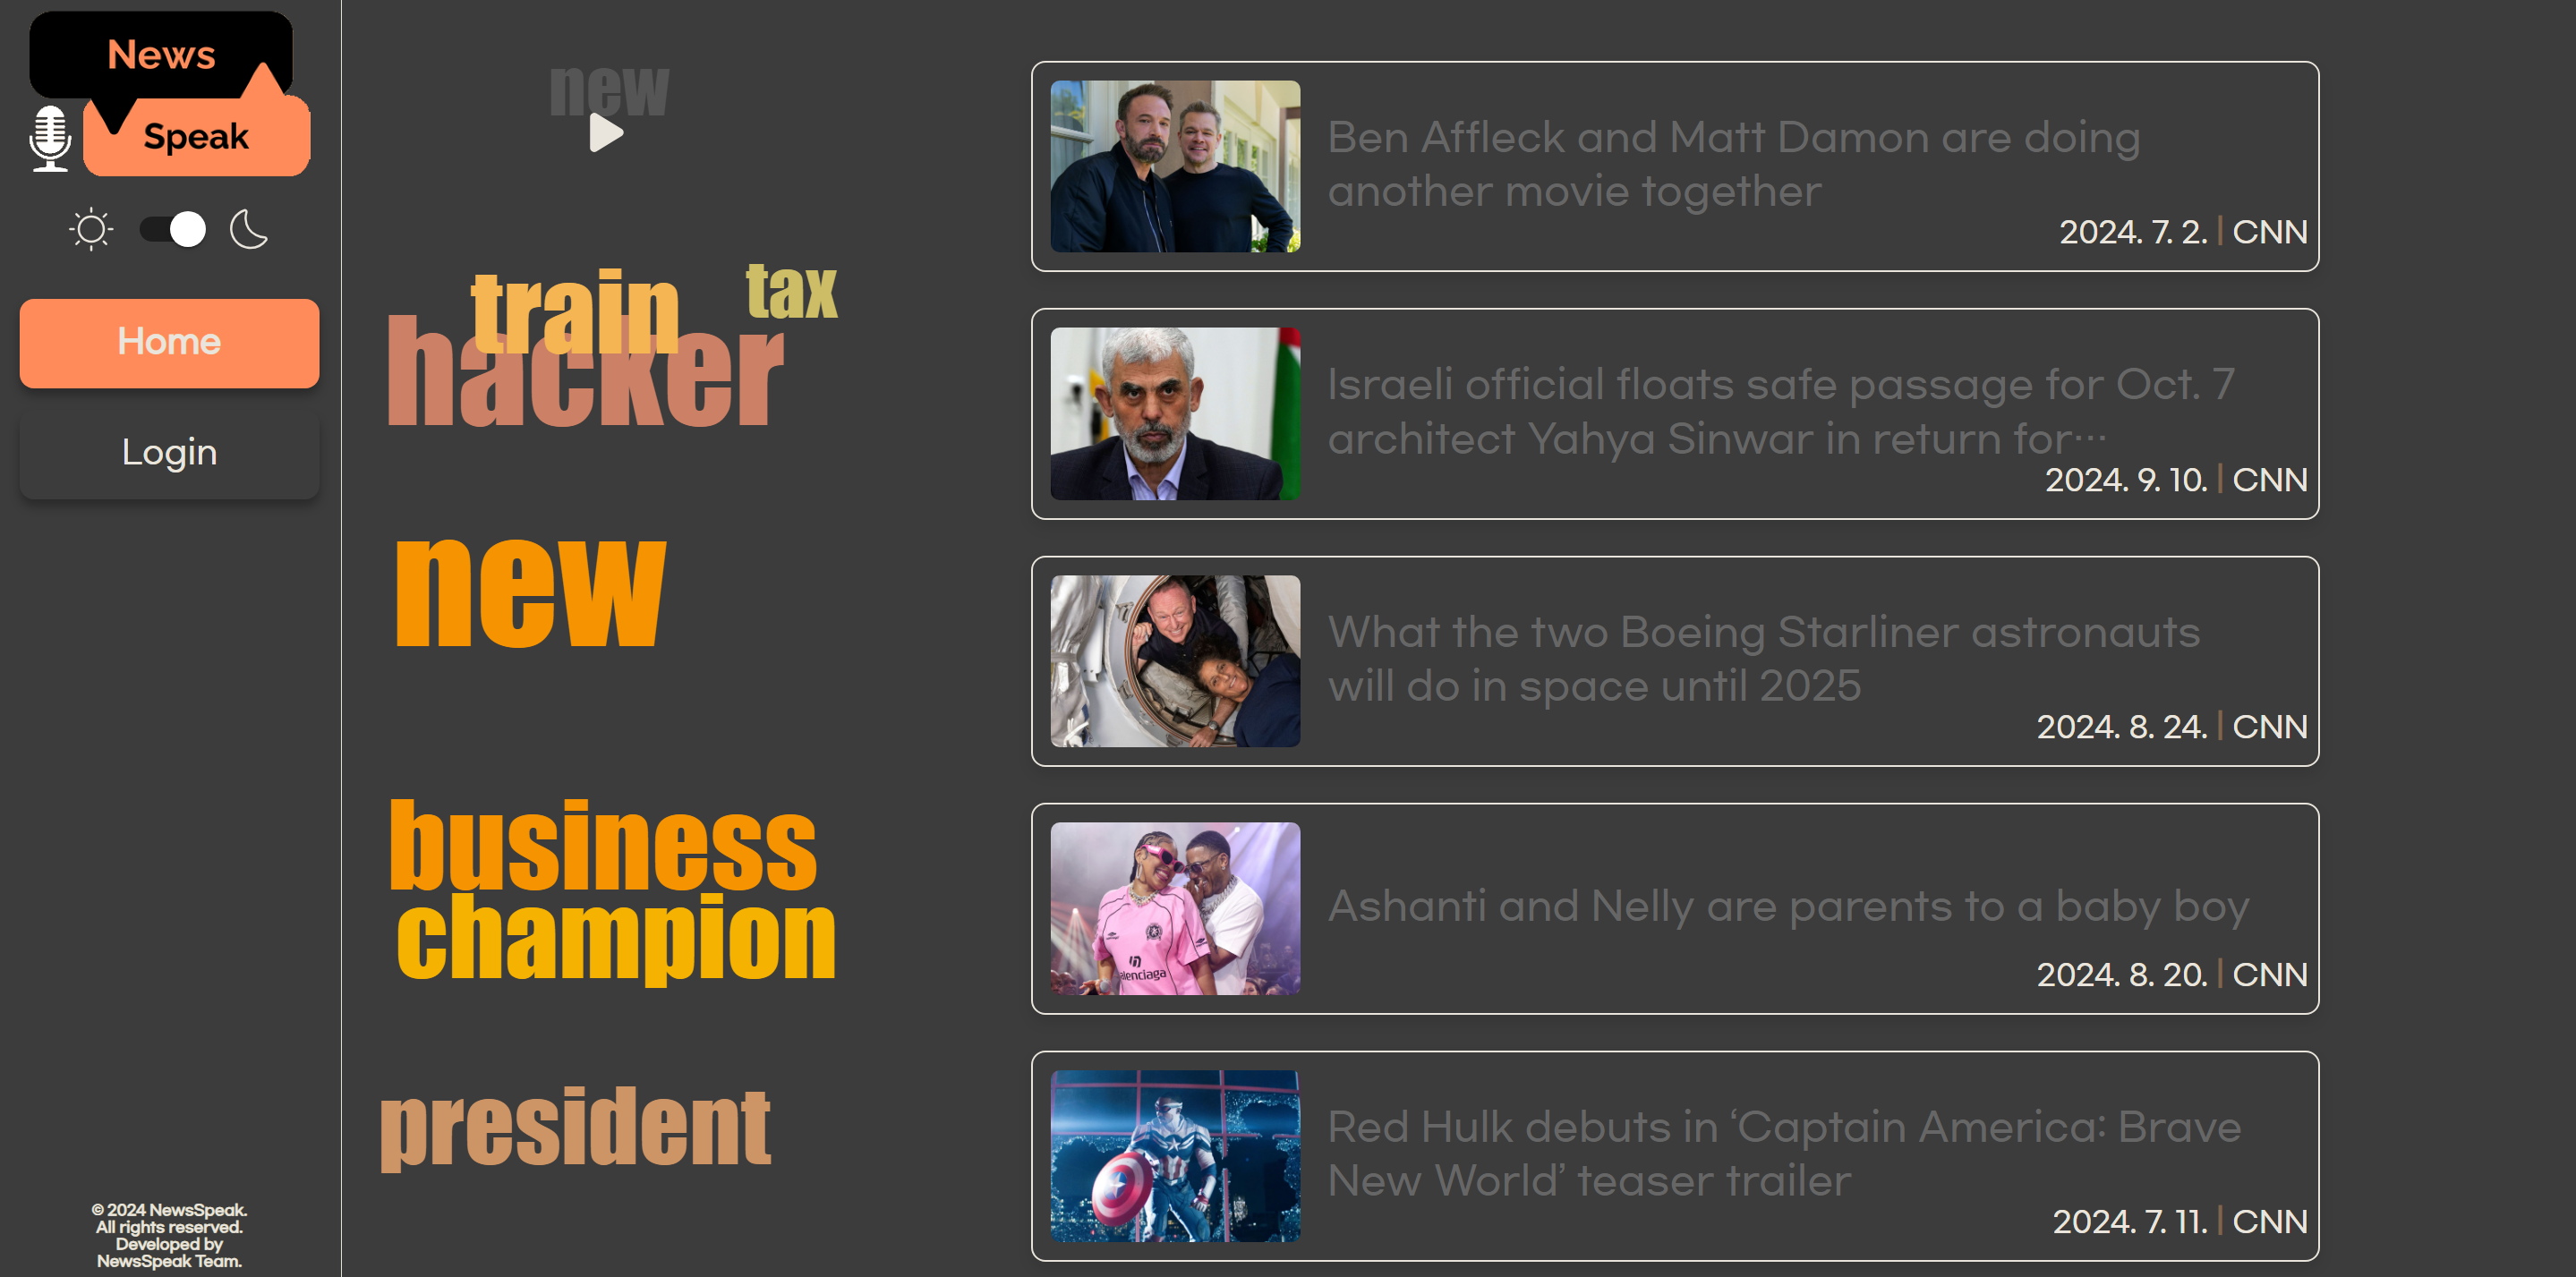 News
Speak
Home
Login
© 2024 NewsSpeak.
All rights reserved.
Developed by
NewsSpeak Team.
new
train
tax
hacker
new
business
champion
president
Ben Affleck and Matt Damon are doing
another movie together
2024. 7. 2. | CNN
Israeli official floats safe passage for Oct. 7
architect Yahya Sinwar in return for…
2024. 9. 10. | CNN
What the two Boeing Starliner astronauts
will do in space until 2025
2024. 8. 24. | CNN
alenciaga
Ashanti and Nelly are parents to a baby boy
2024. 8. 20. | CNN
Red Hulk debuts in ‘Captain America: Brave
New World’ teaser trailer
2024. 7. 11. | CNN